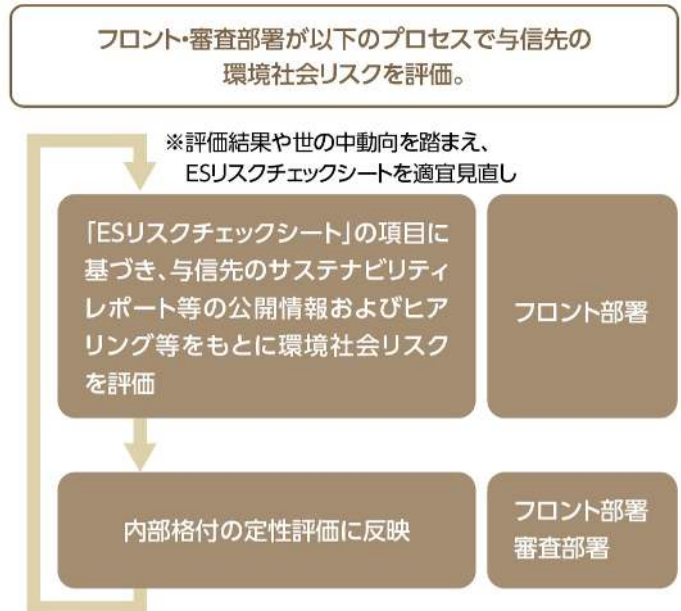 フロント・審査部署が以下のプロセスで与信先の
環境社会リスクを評価。
※評価結果や世の中動向を踏まえ、
ESリスクチェックシートを適宜見直し
「ESリスクチェックシート」の項目に
基づき、与信先のサステナビリティ
レポート等の公開情報およびヒア
リング等をもとに環境社会リスク
を評価
フロント部署
内部格付の定性評価に反映
フロント部署
審査部署